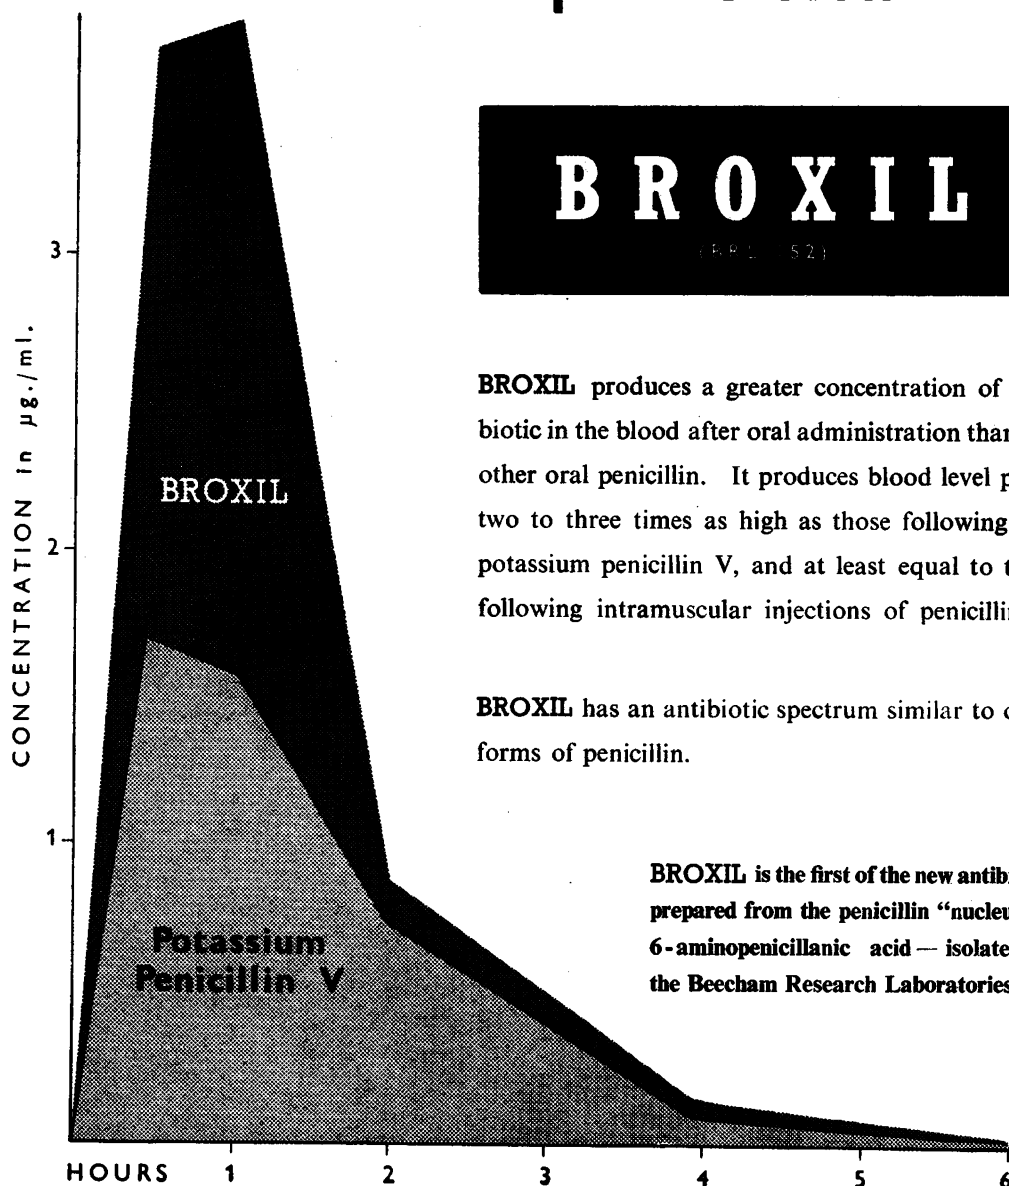 BROXIL
3
2
1
CONCENTRATION in µg./ml.
BROXIL
Potassium
Penicillin V
HOURS 1 2 3 4 5 6
BROXIL produces a greater concentration of
biotic in the blood after oral administration than
other oral penicillin. It produces blood level p
two to three times as high as those following
potassium penicillin V, and at least equal to t
following intramuscular injections of penicillin
BROXIL has an antibiotic spectrum similar to o
forms of penicillin.
BROXIL is the first of the new antibi
prepared from the penicillin “nucleu
6-aminopenicillanic acid — isolate
the Beecham Research Laboratories